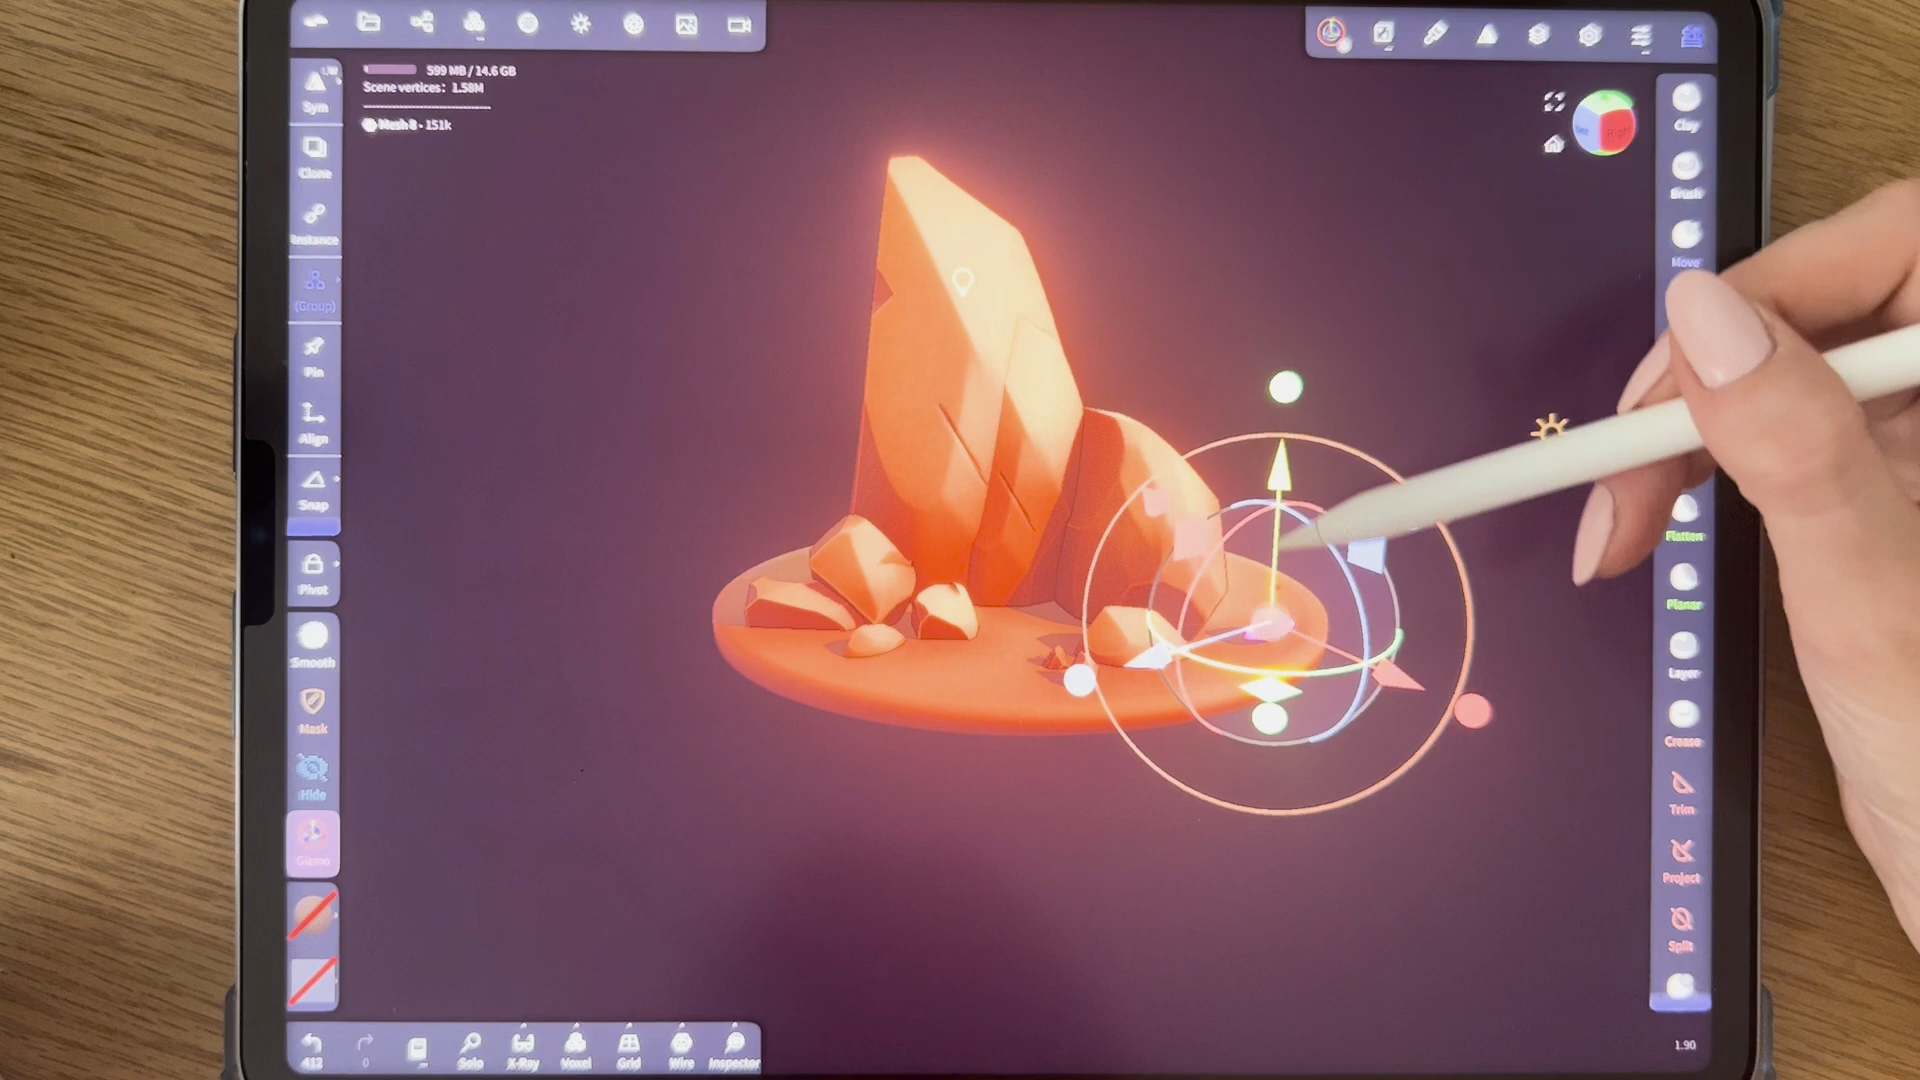 599 MB / 14.6 GB
Scene vertices: 1.58M
Mesh 8 - 151k
Sym
Clone
Instance
(Group)
Pin
Align
Snap
Pivot
Smooth
Mask
Hide
Gizmo
412
0
Solo
X-Ray
Voxel
Grid
Wire
Inspector
Right
Clay
Brush
Move
Flatten
Planar
Layer
Crease
Trim
Project
Split
1.90